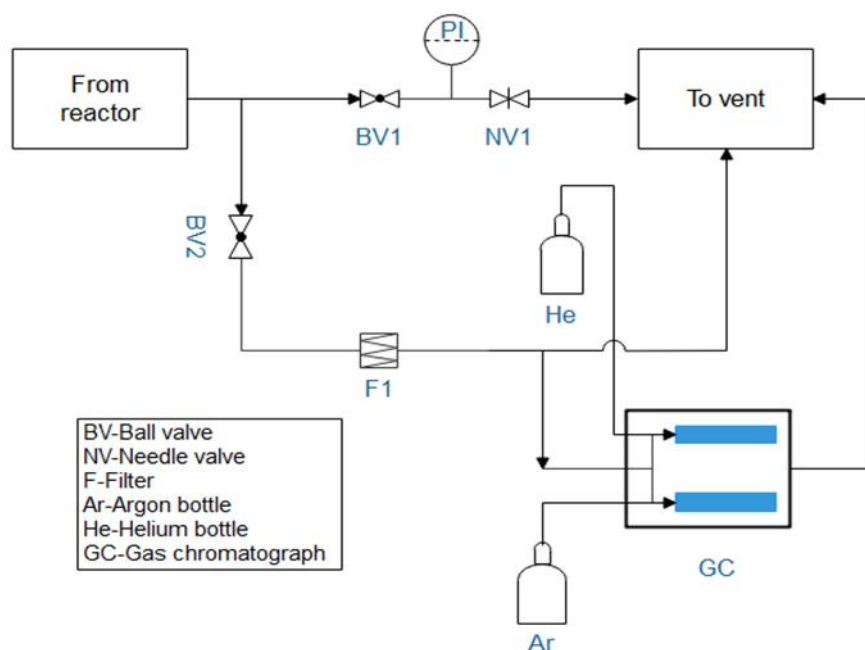 PI
From
reactor
To vent
BV1
NV1
BV2
He
F1
BV-Ball valve
NV-Needle valve
F-Filter
Ar-Argon bottle
He-Helium bottle
GC-Gas chromatograph
GC
Ar